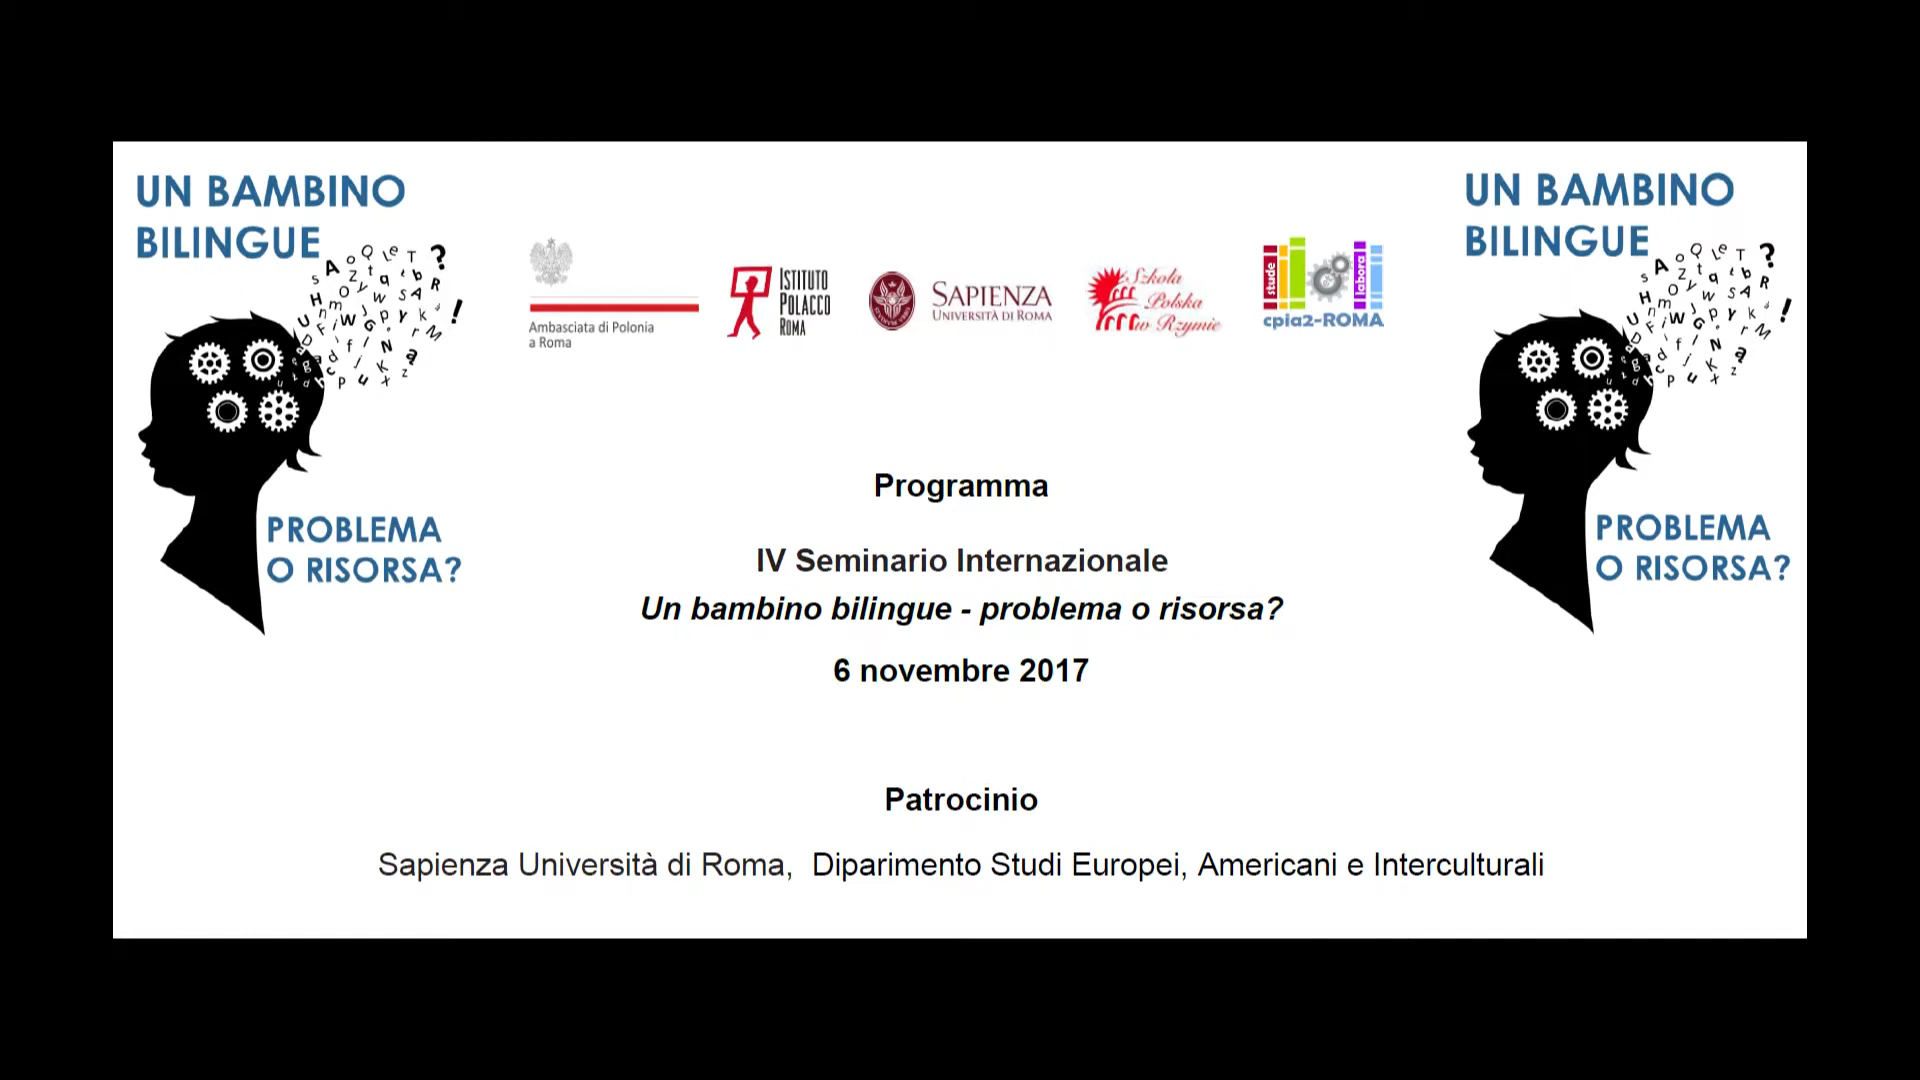 UN BAMBINO
BILINGUE
PROBLEMA
O RISORSA?
Ambasciata di Polonia
a Roma
ISTITUTO
POLACCO
ROMA
SAPIENZA
UNIVERSITÀ DI ROMA
Szkoła
Polska
w Rzymie
stude
labora
cpia2-ROMA
UN BAMBINO
BILINGUE
PROBLEMA
O RISORSA?
Programma
IV Seminario Internazionale
Un bambino bilingue - problema o risorsa?
6 novembre 2017
Patrocinio
Sapienza Università di Roma, Diparimento Studi Europei, Americani e Interculturali